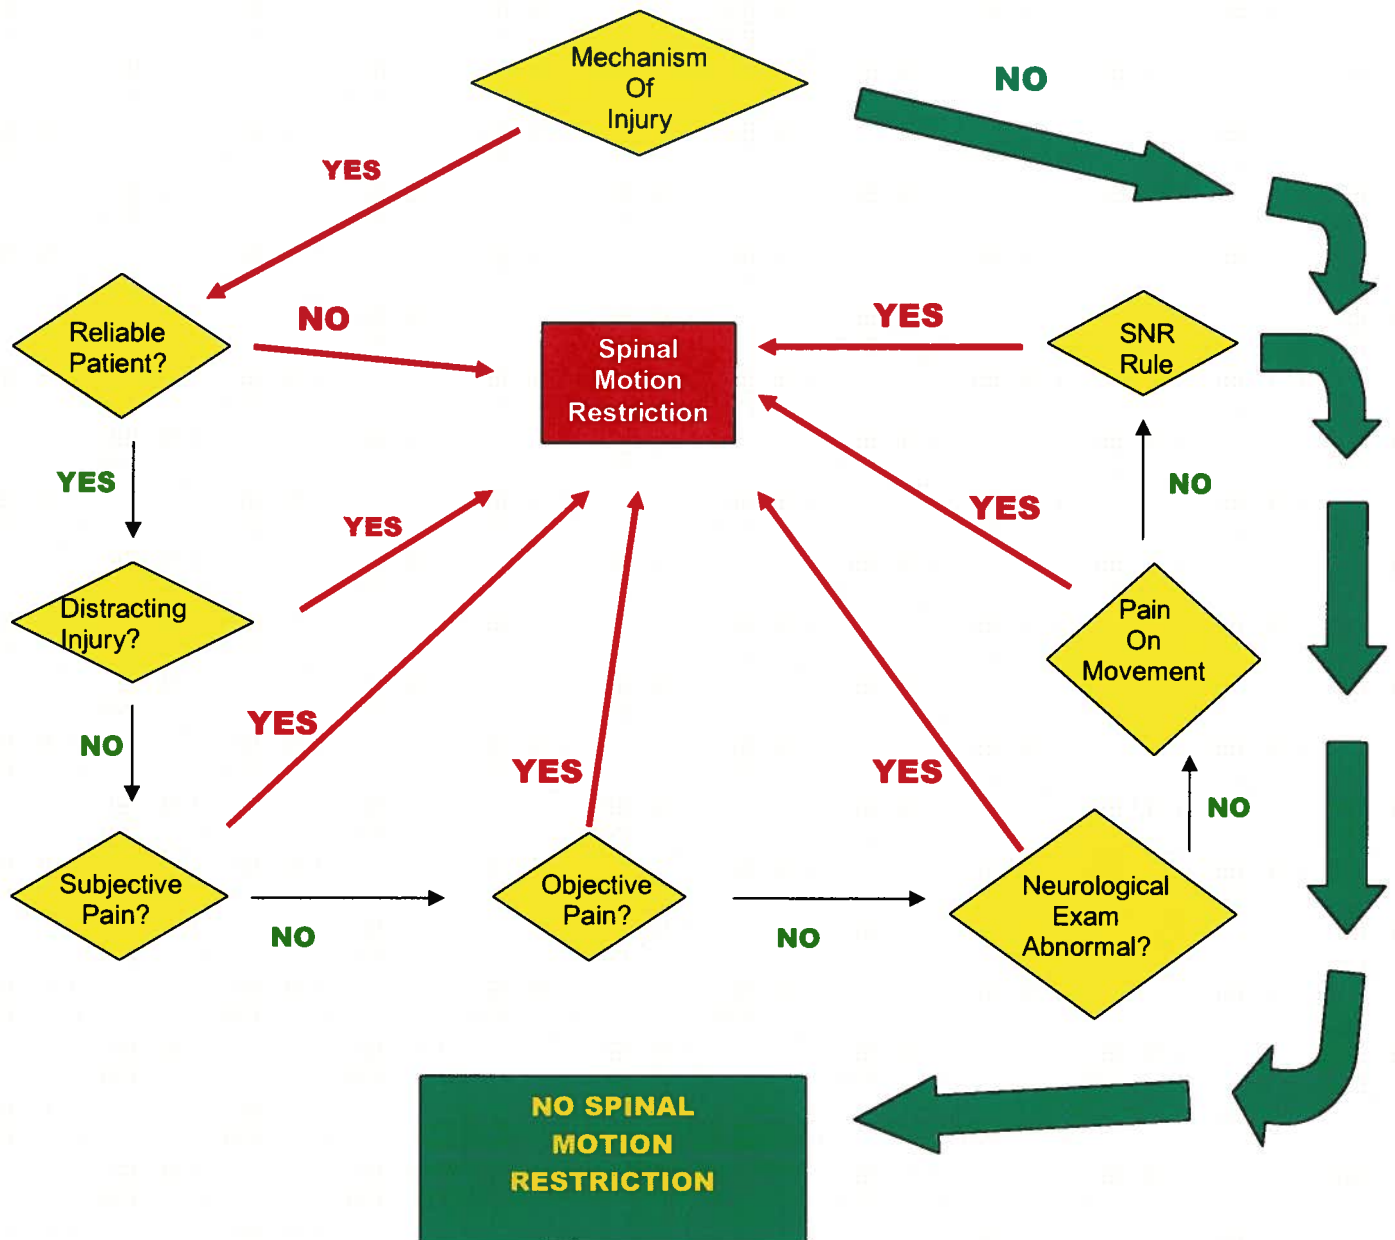 Mechanism
Of
Injury
NO
YES
Reliable
Patient?
NO
Spinal
Motion
Restriction
YES
SNR
Rule
YES
YES
YES
NO
Distracting
Injury?
Pain
On
Movement
NO
YES
YES
YES
NO
Subjective
Pain?
NO
Objective
Pain?
NO
Neurological
Exam
Abnormal?
NO SPINAL
MOTION
RESTRICTION